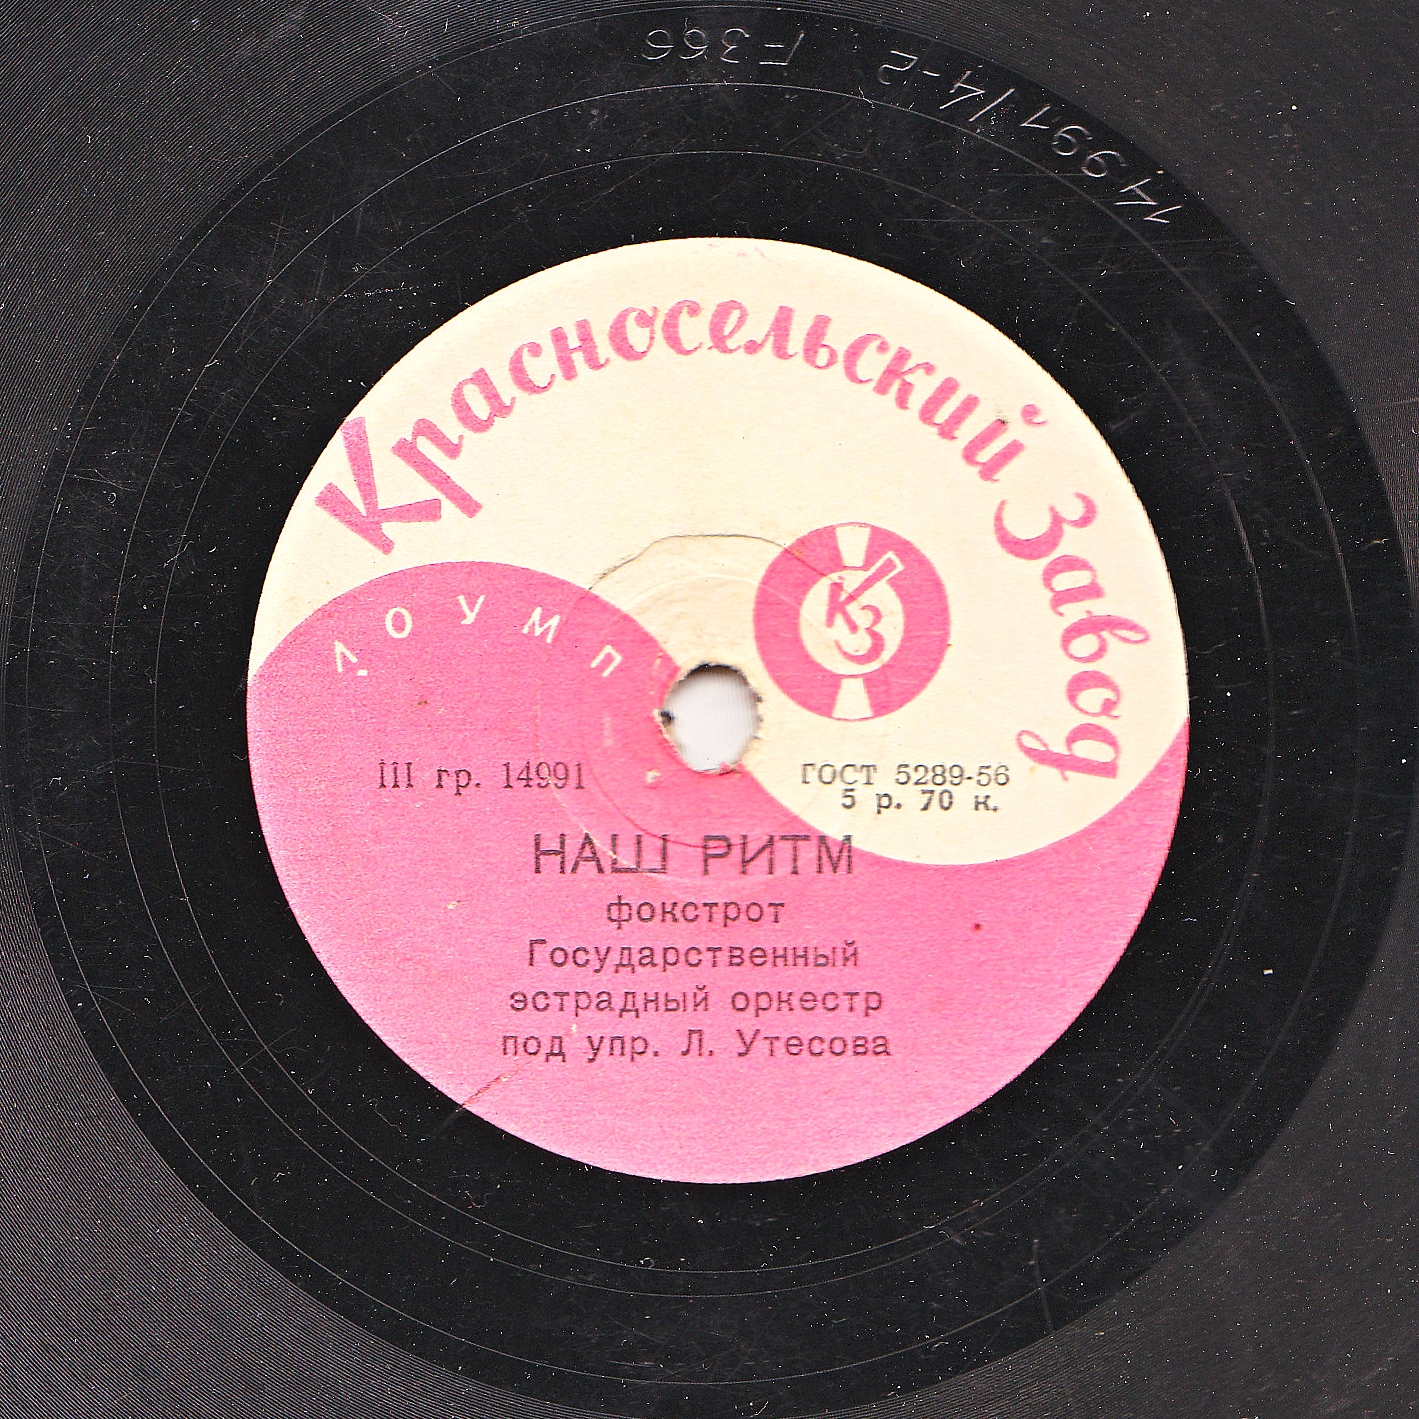 14991/4-2 Г366
Красносельский Завод
ЛОУМП
КЗ
III гр. 14991
ГОСТ 5289-56
5 р. 70 к.
НАШ РИТМ
фокстрот
Государственный
эстрадный оркестр
под упр. Л. Утесова